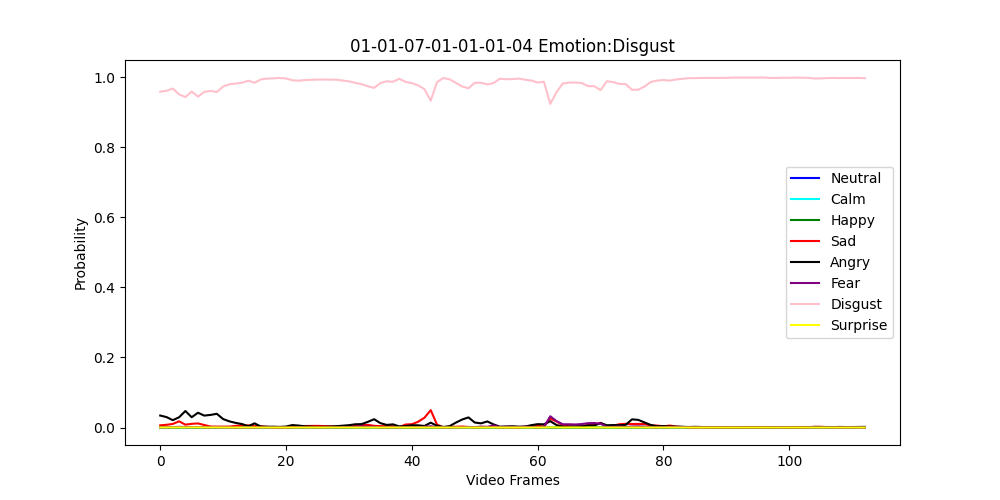 01-01-07-01-01-01-04 Emotion:Disgust
1.0
0.8
0.6
0.4
0.2
0.0
Probability
Neutral
Calm
Happy
Sad
Angry
Fear
Disgust
Surprise
0 20 40 60 80 100
Video Frames